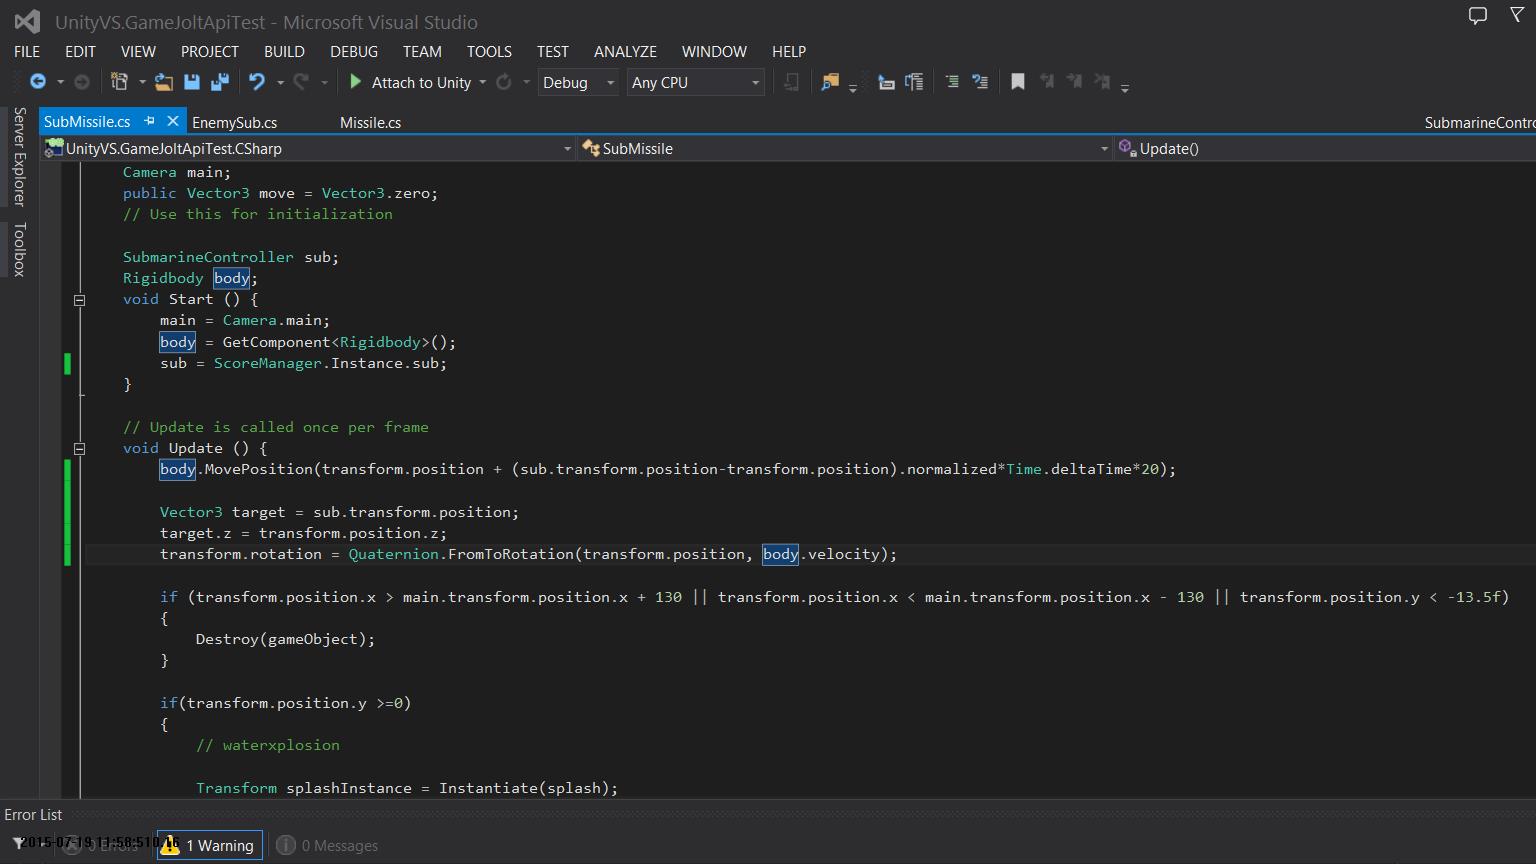 UnityVS.GameJoltApiTest - Microsoft Visual Studio
FILE EDIT VIEW PROJECT BUILD DEBUG TEAM TOOLS TEST ANALYZE WINDOW HELP
Attach to Unity Debug Any CPU
Server Explorer
Toolbox
SubMissile.cs EnemySub.cs Missile.cs SubmarineContro
UnityVS.GameJoltApiTest.CSharp SubMissile Update()
Camera main;
public Vector3 move = Vector3.zero;
// Use this for initialization
SubmarineController sub;
Rigidbody body;
void Start () {
main = Camera.main;
body = GetComponent<Rigidbody>();
sub = ScoreManager.Instance.sub;
}
// Update is called once per frame
void Update () {
body.MovePosition(transform.position + (sub.transform.position-transform.position).normalized*Time.deltaTime*20);
Vector3 target = sub.transform.position;
target.z = transform.position.z;
transform.rotation = Quaternion.FromToRotation(transform.position, body.velocity);
if (transform.position.x > main.transform.position.x + 130 || transform.position.x < main.transform.position.x - 130 || transform.position.y < -13.5f)
{
Destroy(gameObject);
}
if(transform.position.y >=0)
{
// waterxplosion
Transform splashInstance = Instantiate(splash);
Error List
0 Errors 1 Warning 0 Messages